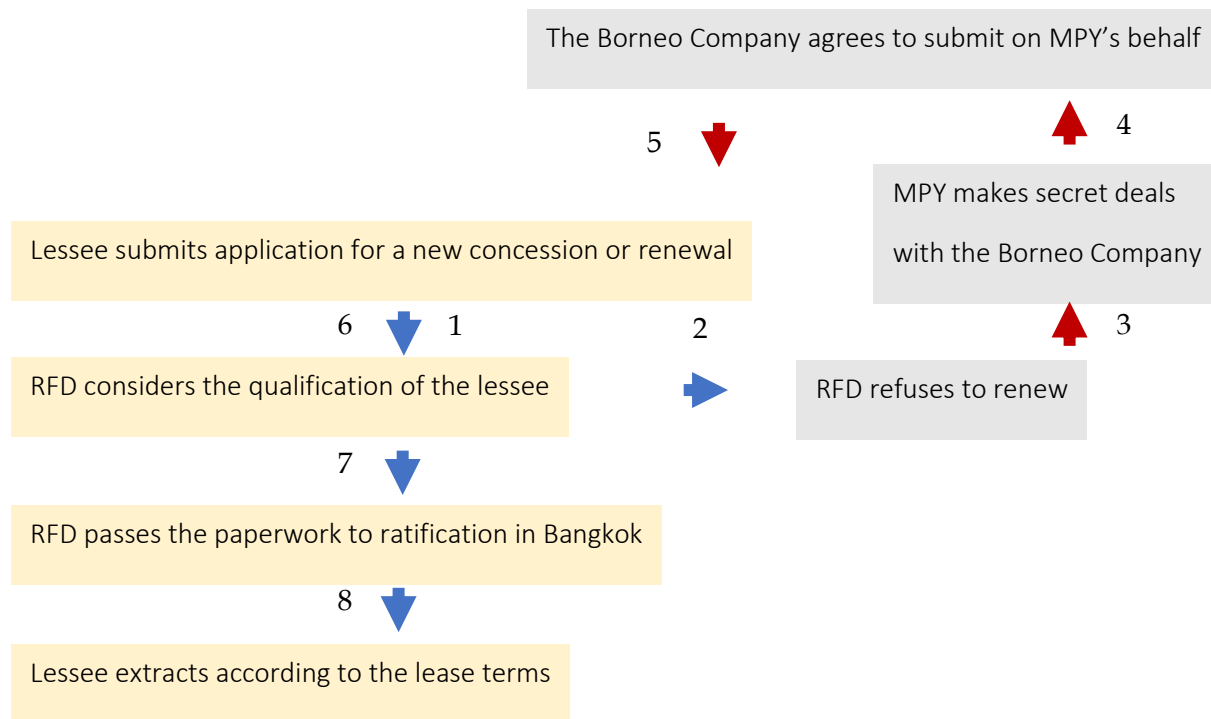 The Borneo Company agrees to submit on MPY’s behalf
5
4
MPY makes secret deals
with the Borneo Company
Lessee submits application for a new concession or renewal
6
1
2
3
RFD considers the qualification of the lessee
RFD refuses to renew
7
RFD passes the paperwork to ratification in Bangkok
8
Lessee extracts according to the lease terms